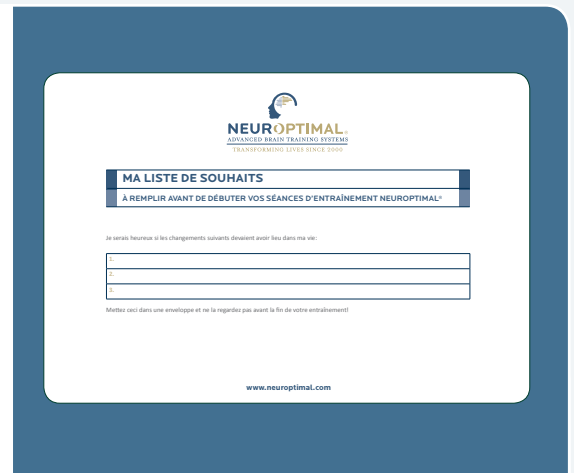 NEUROPTIMAL®
ADVANCED BRAIN TRAINING SYSTEMS
TRANSFORMING LIVES SINCE 2000
MA LISTE DE SOUHAITS
À REMPLIR AVANT DE DÉBUTER VOS SÉANCES D'ENTRAÎNEMENT NEUROPTIMAL®
Je serais heureux si les changements suivants devaient avoir lieu dans ma vie:
1.
2.
3.
Mettez ceci dans une enveloppe et ne la regardez pas avant la fin de votre entraînement!
www.neuroptimal.com